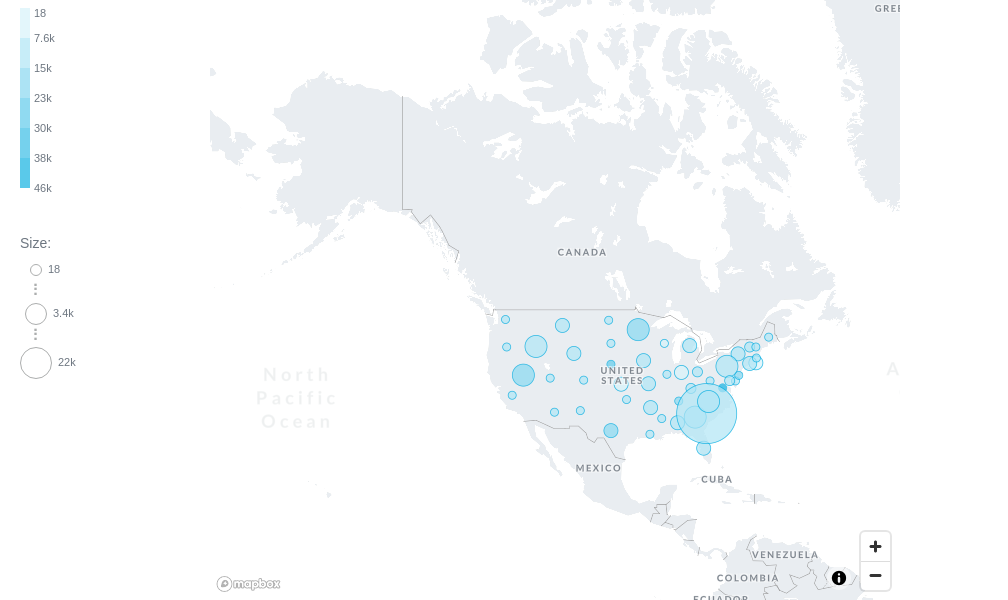 18
7.6k
15k
23k
30k
38k
46k
Size:
18
3.4k
22k
GREE
CANADA
North
Pacific
Ocean
UNITED
STATES
A
MEXICO
CUBA
VENEZUELA
COLOMBIA
ECUADOR
mapbox